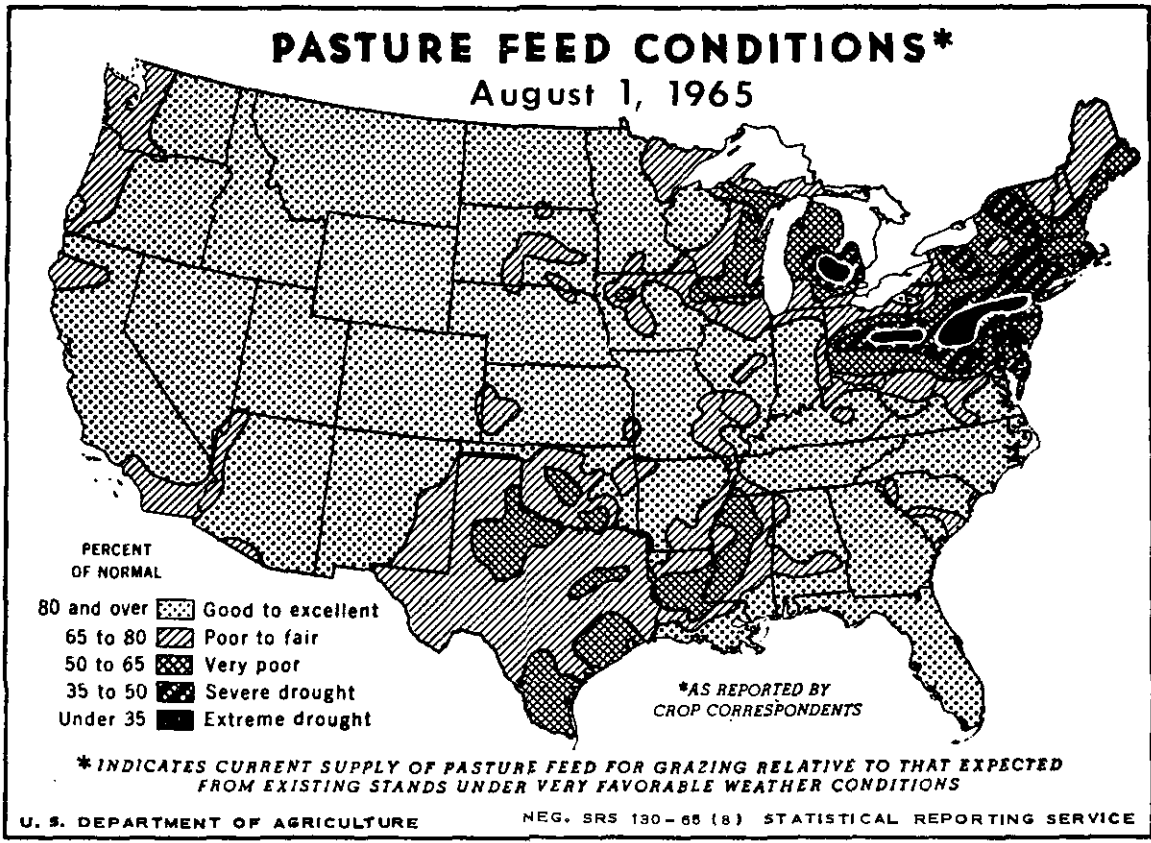 PASTURE FEED CONDITIONS*
August 1, 1965
PERCENT
OF NORMAL
80 and over Good to excellent
65 to 80 Poor to fair
50 to 65 Very poor
35 to 50 Severe drought
Under 35 Extreme drought
*AS REPORTED BY
CROP CORRESPONDENTS
* INDICATES CURRENT SUPPLY OF PASTURE FEED FOR GRAZING RELATIVE TO THAT EXPECTED
FROM EXISTING STANDS UNDER VERY FAVORABLE WEATHER CONDITIONS
U. S. DEPARTMENT OF AGRICULTURE NEG. SRS 130-65 (8) STATISTICAL REPORTING SERVICE